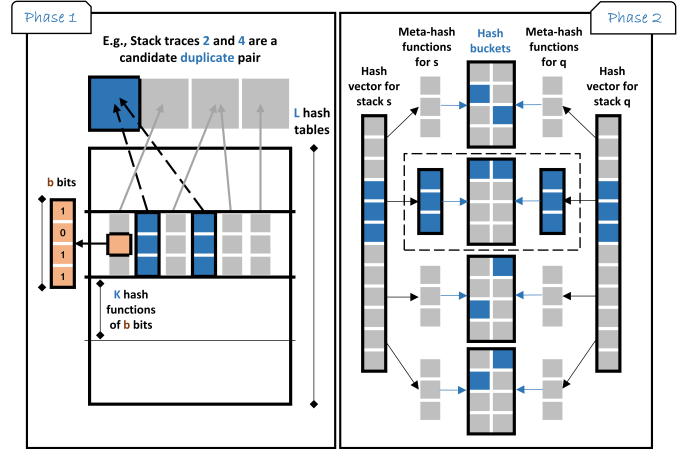 Phase 1
E.g., Stack traces 2 and 4 are a
candidate duplicate pair
L hash
tables
b bits
1
0
1
1
K hash
functions
of b bits
Phase 2
Meta-hash
functions
for s
Hash
buckets
Meta-hash
functions
for q
Hash
vector for
stack s
Hash
vector for
stack q